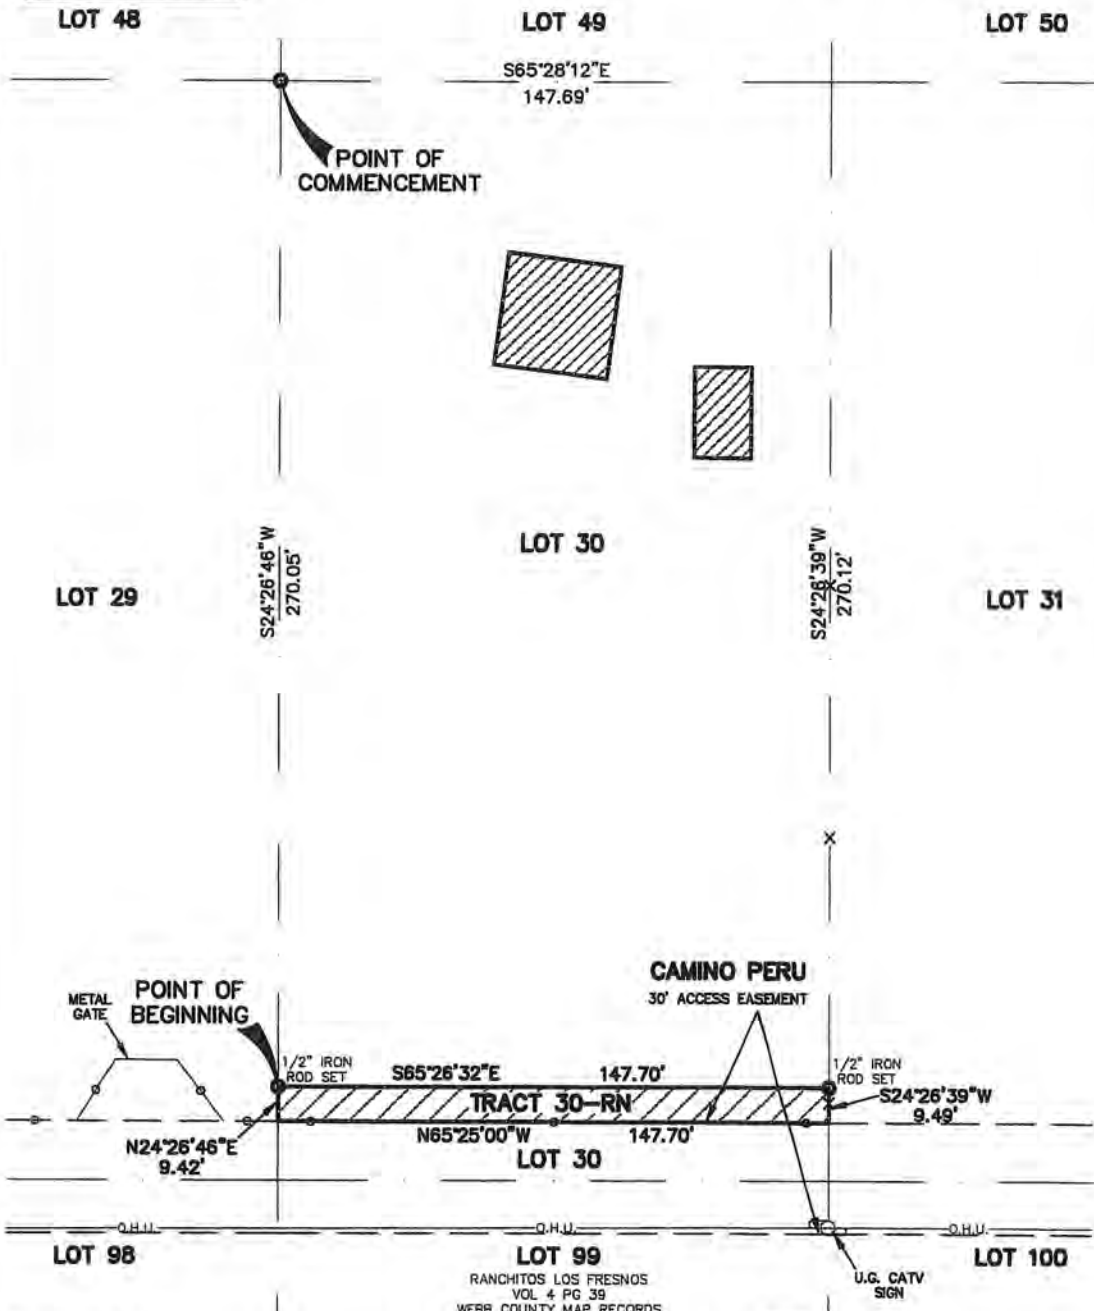 LOT 48
LOT 49
LOT 50
S65°28'12"E
147.69'
POINT OF
COMMENCEMENT
S24°26'46"W
270.05'
LOT 30
S24°26'39"W
270.12'
LOT 29
LOT 31
CAMINO PERU
30' ACCESS EASEMENT
METAL
GATE
POINT OF
BEGINNING
1/2" IRON
ROD SET
S65°26'32"E 147.70'
1/2" IRON
ROD SET
TRACT 30-RN
S24°26'39"W
9.49'
N24°26'46"E
9.42'
N65°25'00"W 147.70'
LOT 30
O.H.U. O.H.U. O.H.U.
LOT 98
LOT 99
LOT 100
RANCHITOS LOS FRESNOS
VOL 4 PG 39
WEBB COUNTY MAP RECORDS
U.G. CATV
SIGN